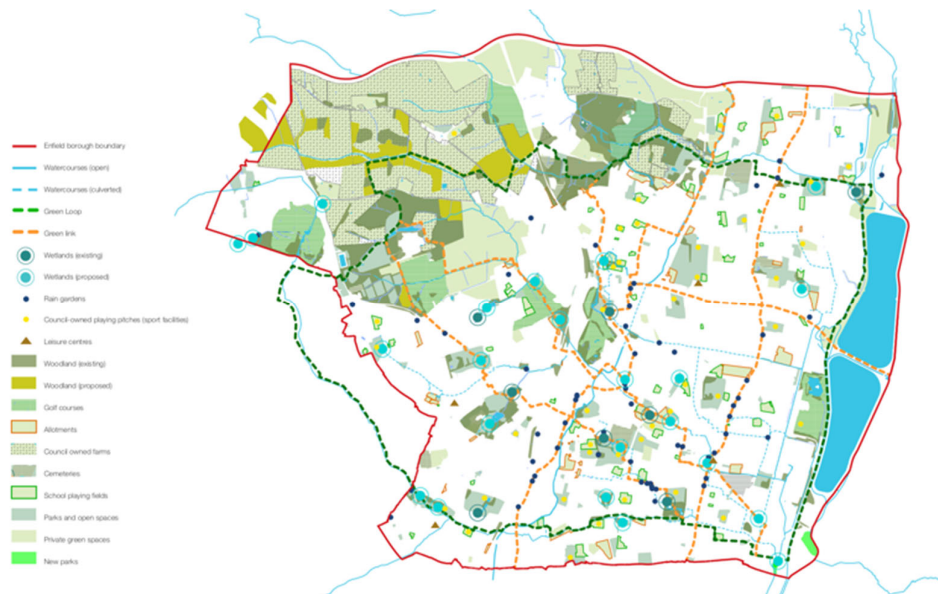 Enfield borough boundary
Watercourses (open)
Watercourses (culverted)
Green Loop
Green link
Wetlands (existing)
Wetlands (proposed)
Rain gardens
Council-owned playing pitches (sport facilities)
Leisure centres
Woodland (existing)
Woodland (proposed)
Golf courses
Allotments
Council owned farms
Cemeteries
School playing fields
Parks and open spaces
Private green spaces
New parks